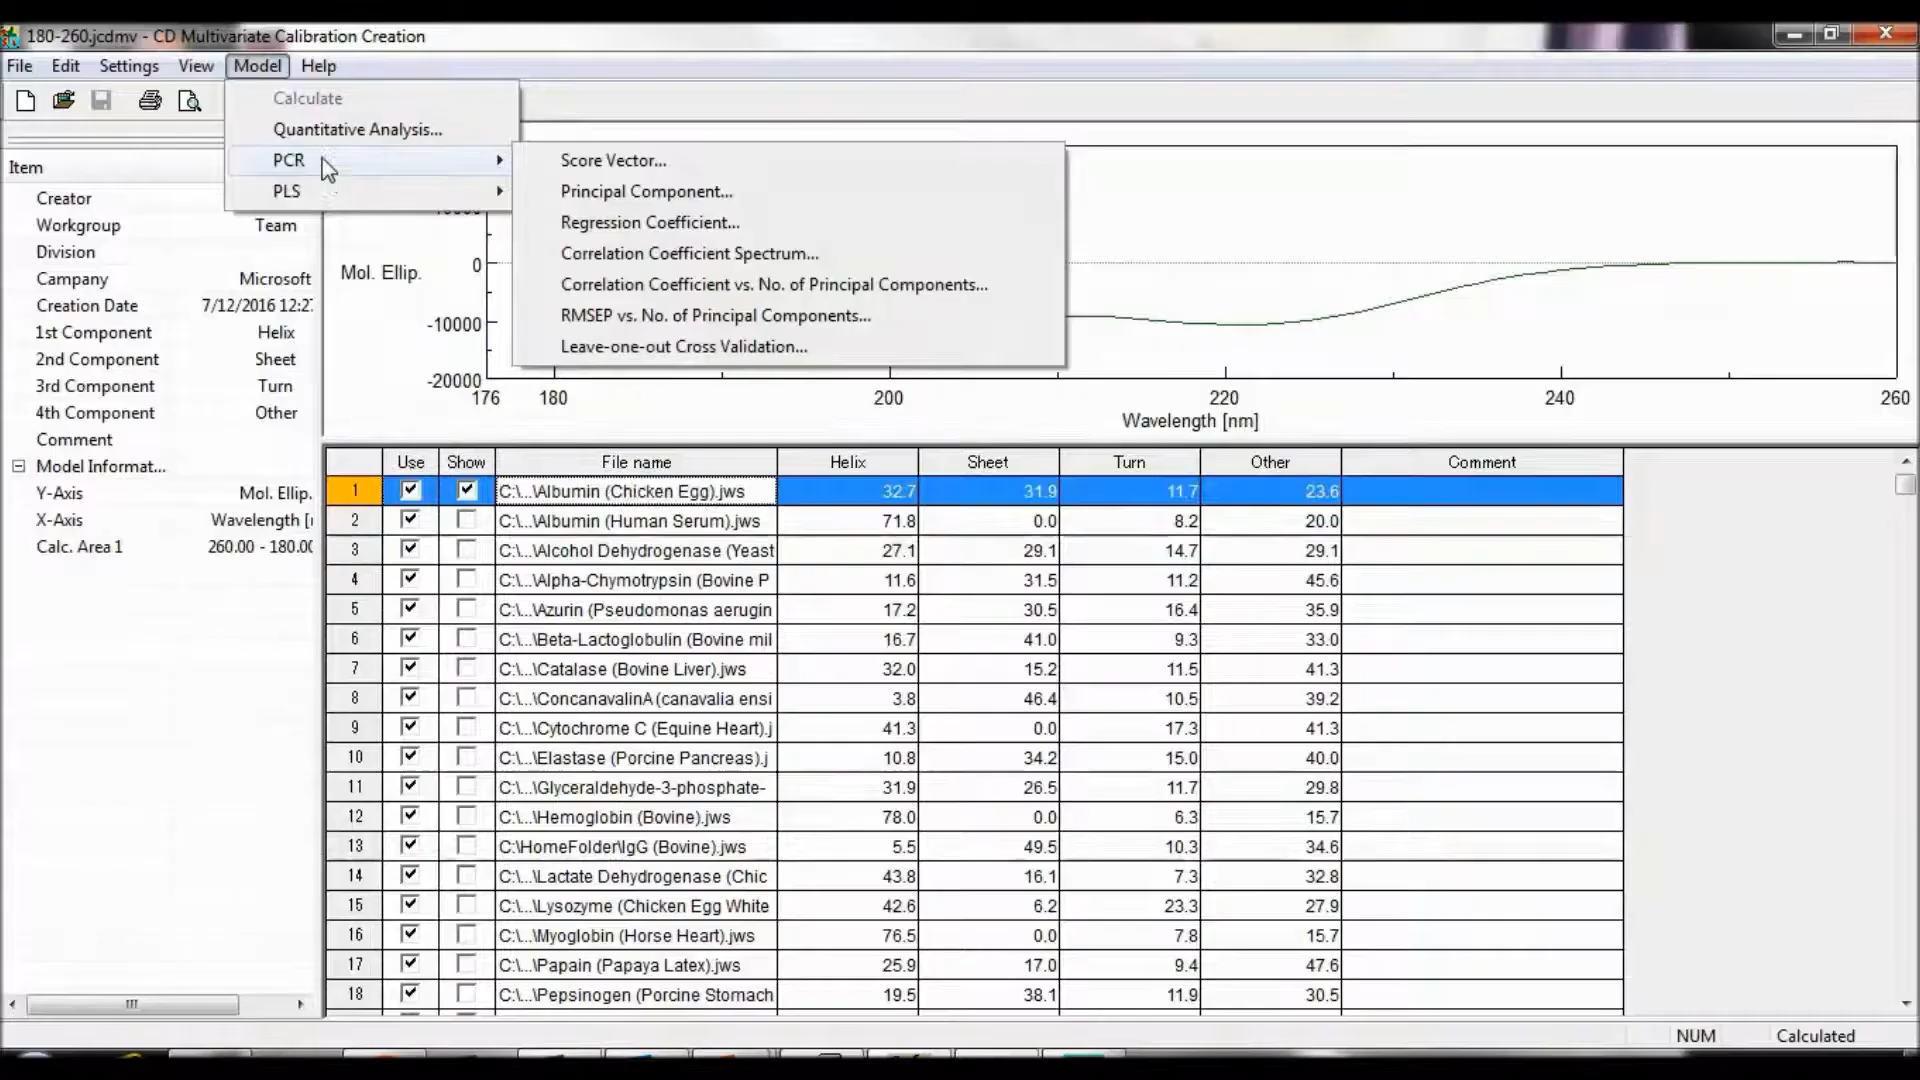 180-260.jcdmv - CD Multivariate Calibration Creation
File Edit Settings View Model Help
Calculate
Quantitative Analysis...
PCR
PLS
Score Vector...
Principal Component...
Regression Coefficient...
Correlation Coefficient Spectrum...
Correlation Coefficient vs. No. of Principal Components...
RMSEP vs. No. of Principal Components...
Leave-one-out Cross Validation...
Item
Creator
Workgroup Team
Division
Campany Microsoft
Creation Date 7/12/2016 12:27
1st Component Helix
2nd Component Sheet
3rd Component Turn
4th Component Other
Comment
Model Informat...
Y-Axis Mol. Ellip.
X-Axis Wavelength [
Calc. Area 1 260.00 - 180.00
Mol. Ellip.
0
-10000
-20000
176 180 200 220 240 260
Wavelength [nm]
Use Show File name Helix Sheet Turn Other Comment
1 C:\...\Albumin (Chicken Egg).jws 32.7 31.9 11.7 23.6
2 C:\...\Albumin (Human Serum).jws 71.8 0.0 8.2 20.0
3 C:\...\Alcohol Dehydrogenase (Yeast 27.1 29.1 14.7 29.1
4 C:\...\Alpha-Chymotrypsin (Bovine P 11.6 31.5 11.2 45.6
5 C:\...\Azurin (Pseudomonas aerugin 17.2 30.5 16.4 35.9
6 C:\...\Beta-Lactoglobulin (Bovine mil 16.7 41.0 9.3 33.0
7 C:\...\Catalase (Bovine Liver).jws 32.0 15.2 11.5 41.3
8 C:\...\ConcanavalinA (canavalia ensi 3.8 46.4 10.5 39.2
9 C:\...\Cytochrome C (Equine Heart).j 41.3 0.0 17.3 41.3
10 C:\...\Elastase (Porcine Pancreas).j 10.8 34.2 15.0 40.0
11 C:\...\Glyceraldehyde-3-phosphate- 31.9 26.5 11.7 29.8
12 C:\...\Hemoglobin (Bovine).jws 78.0 0.0 6.3 15.7
13 C:\HomeFolder\IgG (Bovine).jws 5.5 49.5 10.3 34.6
14 C:\...\Lactate Dehydrogenase (Chic 43.8 16.1 7.3 32.8
15 C:\...\Lysozyme (Chicken Egg White 42.6 6.2 23.3 27.9
16 C:\...\Myoglobin (Horse Heart).jws 76.5 0.0 7.8 15.7
17 C:\...\Papain (Papaya Latex).jws 25.9 17.0 9.4 47.6
18 C:\...\Pepsinogen (Porcine Stomach 19.5 38.1 11.9 30.5
NUM Calculated